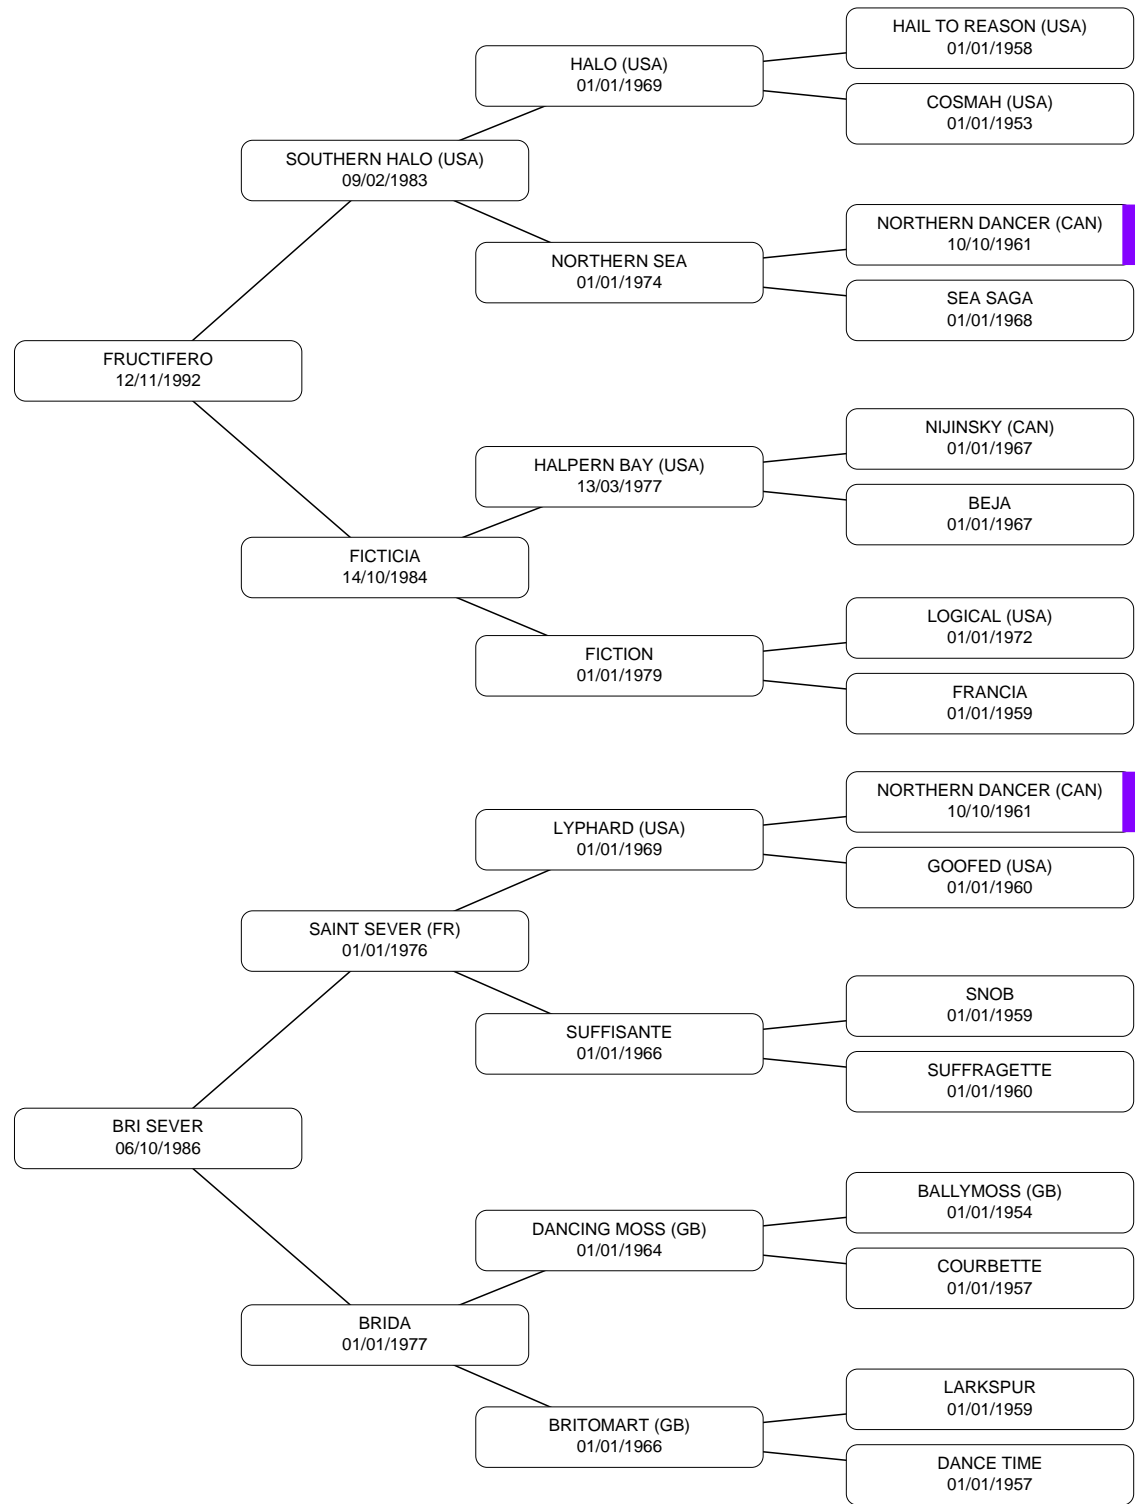 HAIL TO REASON (USA)
01/01/1958
HALO (USA)
01/01/1969
COSMAH (USA)
01/01/1953
SOUTHERN HALO (USA)
09/02/1983
NORTHERN DANCER (CAN)
10/10/1961
NORTHERN SEA
01/01/1974
SEA SAGA
01/01/1968
FRUCTIFERO
12/11/1992
NIJINSKY (CAN)
01/01/1967
HALPERN BAY (USA)
13/03/1977
BEJA
01/01/1967
FICTICIA
14/10/1984
LOGICAL (USA)
01/01/1972
FICTION
01/01/1979
FRANCIA
01/01/1959
NORTHERN DANCER (CAN)
10/10/1961
LYPHARD (USA)
01/01/1969
GOOFED (USA)
01/01/1960
SAINT SEVER (FR)
01/01/1976
SNOB
01/01/1959
SUFFISANTE
01/01/1966
SUFFRAGETTE
01/01/1960
BRI SEVER
06/10/1986
BALLYMOSS (GB)
01/01/1954
DANCING MOSS (GB)
01/01/1964
COURBETTE
01/01/1957
BRIDA
01/01/1977
LARKSPUR
01/01/1959
BRITOMART (GB)
01/01/1966
DANCE TIME
01/01/1957